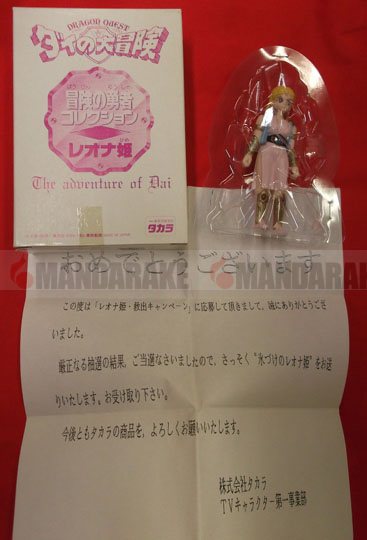 DRAGON QUEST
ダイの大冒険
冒険の勇者
コレクション
レオナ姫
The adventure of Dai
タカラ
MANDARAKE
MANDARAKE
おめでとうございます
この度は「レオナ姫・救出キャンペーン」に応募して頂きまして、誠にありがとうござ
いました。
厳正なる抽選の結果、ご当選なさいましたので、さっそく“氷づけのレオナ姫”をお送
りいたします。お受け取り下さい。
今後ともタカラの商品を、よろしくお願いいたします。
株式会社タカラ
TVキャラクター第一事業部